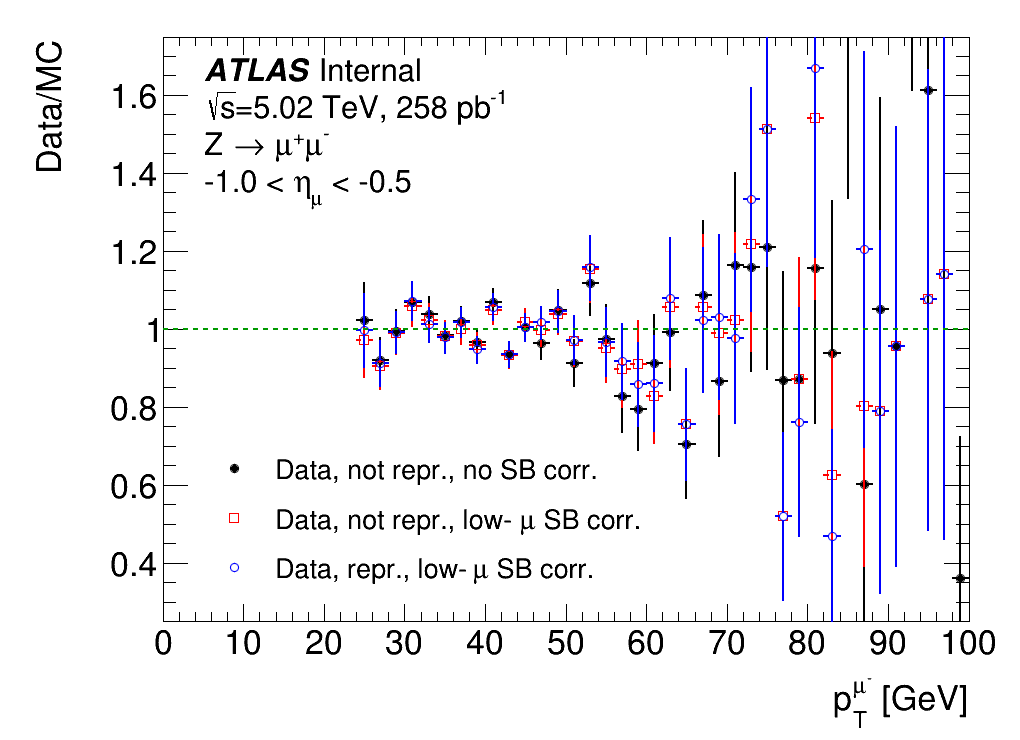 Data/MC
ATLAS Internal
√s=5.02 TeV, 258 pb⁻¹
Z → μ⁺μ⁻
-1.0 < η_μ < -0.5
1.6
1.4
1.2
1
0.8
0.6
0.4
Data, not repr., no SB corr.
Data, not repr., low- μ SB corr.
Data, repr., low- μ SB corr.
0 10 20 30 40 50 60 70 80 90 100
p_T^μ⁻ [GeV]